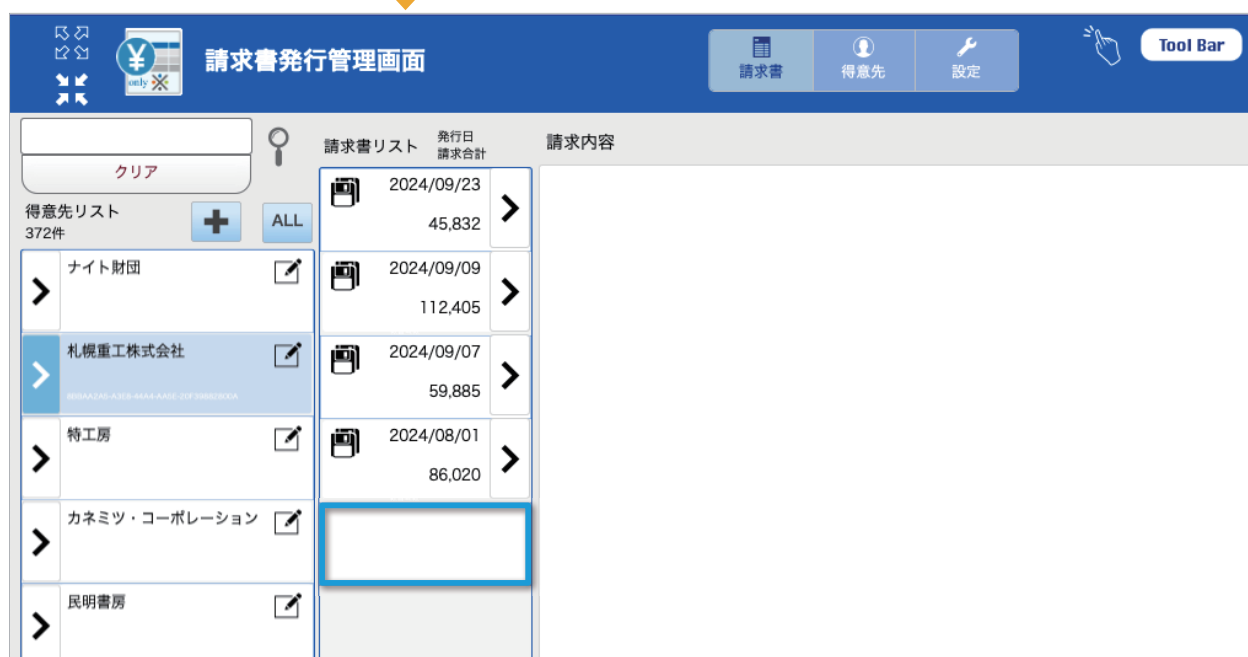 ¥
only ※
請求書発行管理画面
請求書
得意先
設定
Tool Bar
クリア
得意先リスト
372件
ALL
ナイト財団
札幌重工株式会社
特工房
カネミツ・コーポレーション
民明書房
請求書リスト
発行日
請求合計
2024/09/23
45,832
2024/09/09
112,405
2024/09/07
59,885
2024/08/01
86,020
請求内容